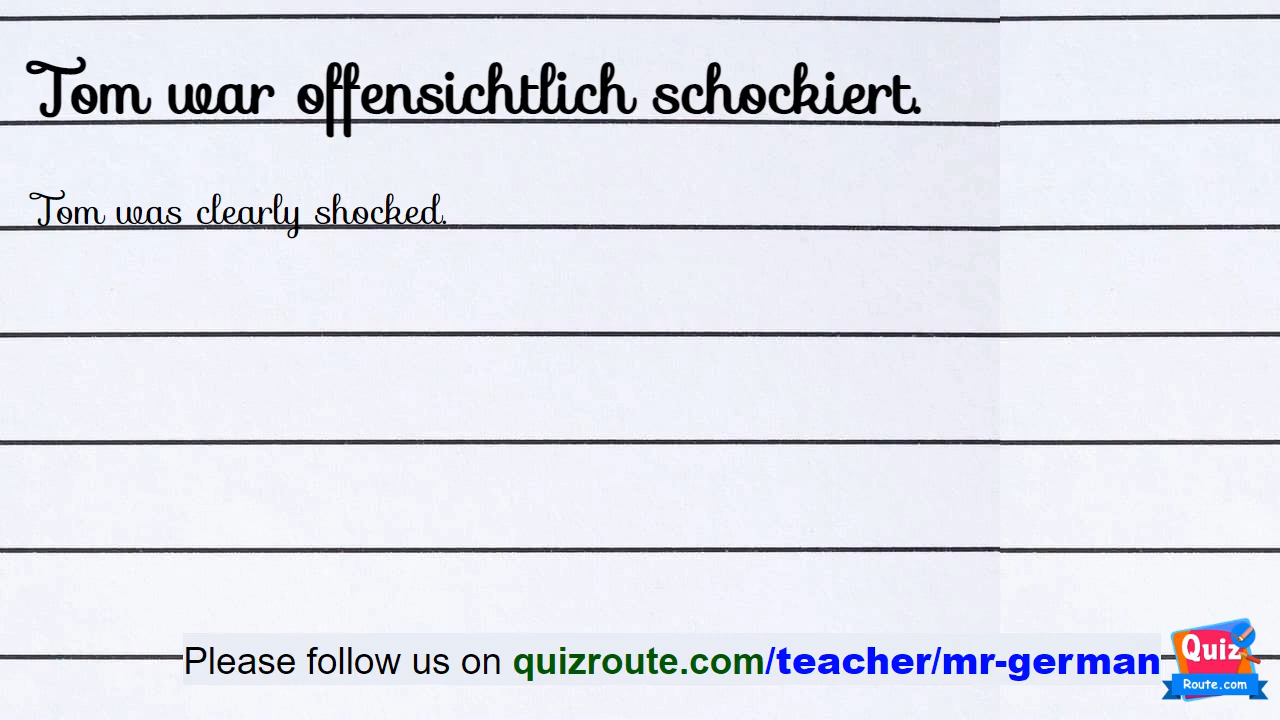 Tom war offensichtlich schockiert.
Tom was clearly shocked.
Please follow us on quizroute.com/teacher/mr-german
Quiz
Route.com